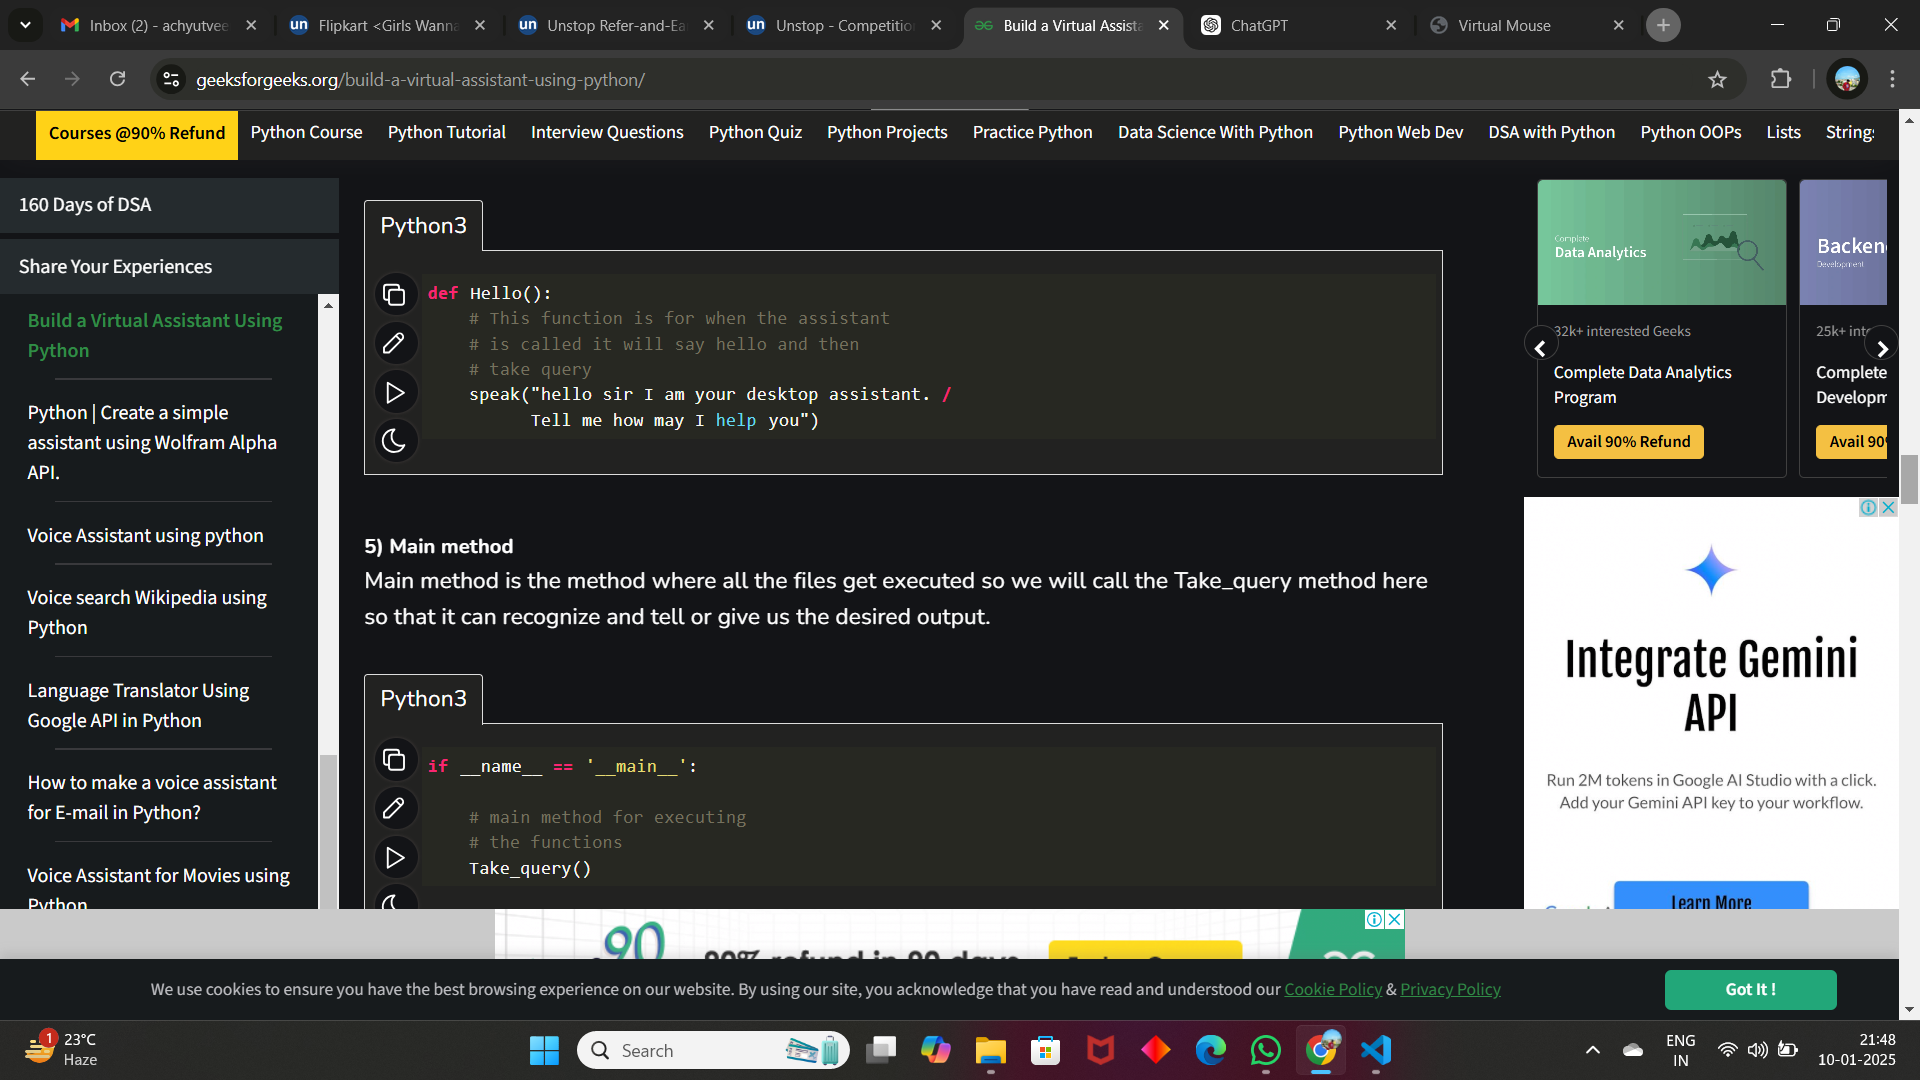 Inbox (2) - achyutvee
Flipkart <Girls Wanna
Unstop Refer-and-Ea
Unstop - Competitio
Build a Virtual Assista
ChatGPT
Virtual Mouse
geeksforgeeks.org/build-a-virtual-assistant-using-python/
Courses @90% Refund
Python Course
Python Tutorial
Interview Questions
Python Quiz
Python Projects
Practice Python
Data Science With Python
Python Web Dev
DSA with Python
Python OOPs
Lists
Strings
160 Days of DSA
Share Your Experiences
Build a Virtual Assistant Using
Python
Python | Create a simple
assistant using Wolfram Alpha
API.
Voice Assistant using python
Voice search Wikipedia using
Python
Language Translator Using
Google API in Python
How to make a voice assistant
for E-mail in Python?
Voice Assistant for Movies using
Python
Python3
def Hello():
# This function is for when the assistant
# is called it will say hello and then
# take query
speak("hello sir I am your desktop assistant. /
Tell me how may I help you")
5) Main method
Main method is the method where all the files get executed so we will call the Take_query method here
so that it can recognize and tell or give us the desired output.
Python3
if __name__ == '__main__':
# main method for executing
# the functions
Take_query()
Complete
Data Analytics
32k+ interested Geeks
Complete Data Analytics
Program
Avail 90% Refund
Backen
Development
25k+ inte
Complete
Developm
Avail 90%
Integrate Gemini
API
Run 2M tokens in Google AI Studio with a click.
Add your Gemini API key to your workflow.
Learn More
90
90% refund in 90 days
We use cookies to ensure you have the best browsing experience on our website. By using our site, you acknowledge that you have read and understood our Cookie Policy & Privacy Policy
Got It !
1
23°C
Haze
Search
ENG
IN
21:48
10-01-2025